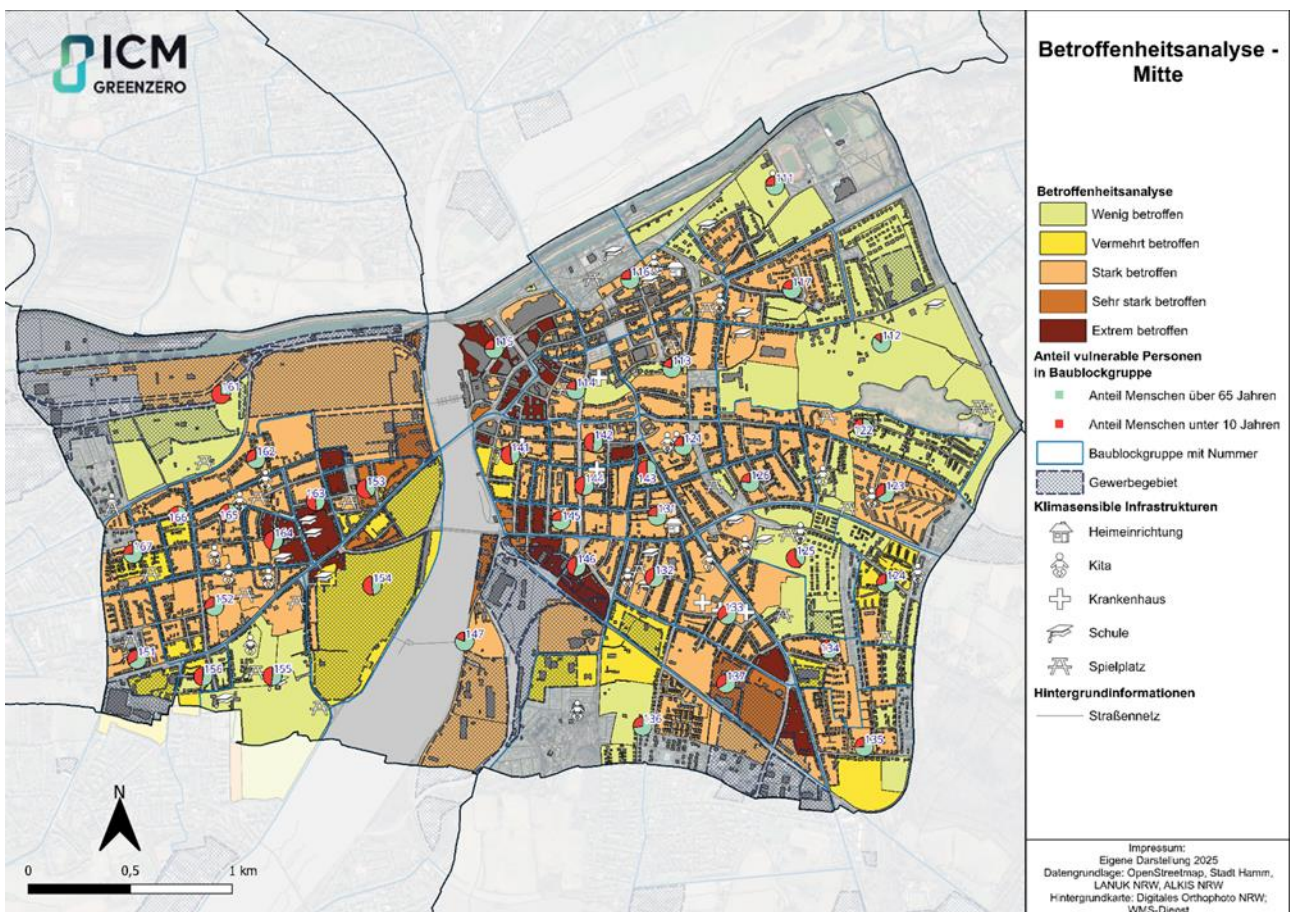 ICM
GREENZERO
Betroffenheitsanalyse -
Mitte
Betroffenheitsanalyse
Wenig betroffen
Vermehrt betroffen
Stark betroffen
Sehr stark betroffen
Extrem betroffen
Anteil vulnerable Personen
in Baublockgruppe
Anteil Menschen über 65 Jahren
Anteil Menschen unter 10 Jahren
Baublockgruppe mit Nummer
Gewerbegebiet
Klimasensible Infrastrukturen
Heimeinrichtung
Kita
Krankenhaus
Schule
Spielplatz
Hintergrundinformationen
Straßennetz
Impressum:
Eigene Darstellung 2025
Datengrundlage: OpenStreetmap, Stadt Hamm,
LANUK NRW, ALKIS NRW
Hintergrundkarte: Digitales Orthophoto NRW;
WMS-Dienst
111
116
117
115
112
113
114
161
122
142
121
141
162
143
126
144
153
123
163
166
165
145
131
164
167
146
125
132
124
154
152
133
147
134
151
156
155
137
136
135
N
0
0,5
1 km